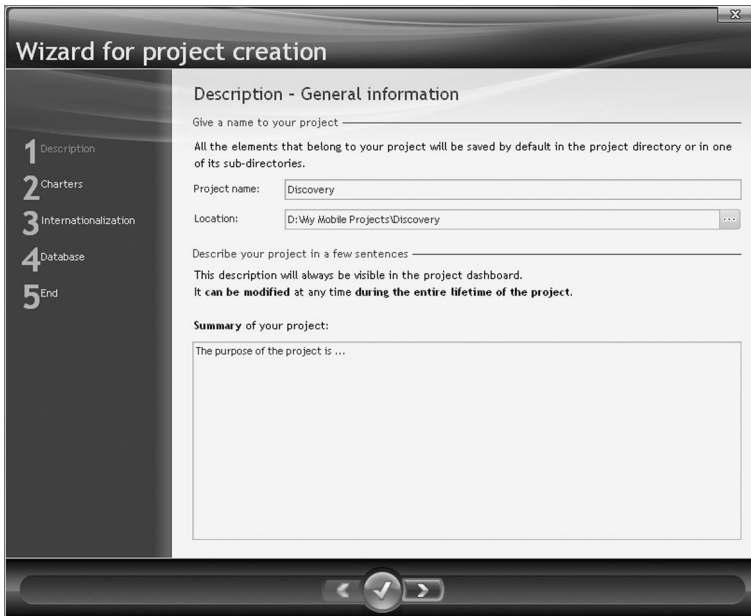 Wizard for project creation
1 Description
2 Charters
3 Internationalization
4 Database
5 End
Description - General information
Give a name to your project
All the elements that belong to your project will be saved by default in the project directory or in one
of its sub-directories.
Project name: Discovery
Location: D:\My Mobile Projects\Discovery ...
Describe your project in a few sentences
This description will always be visible in the project dashboard.
It can be modified at any time during the entire lifetime of the project.
Summary of your project:
The purpose of the project is ...